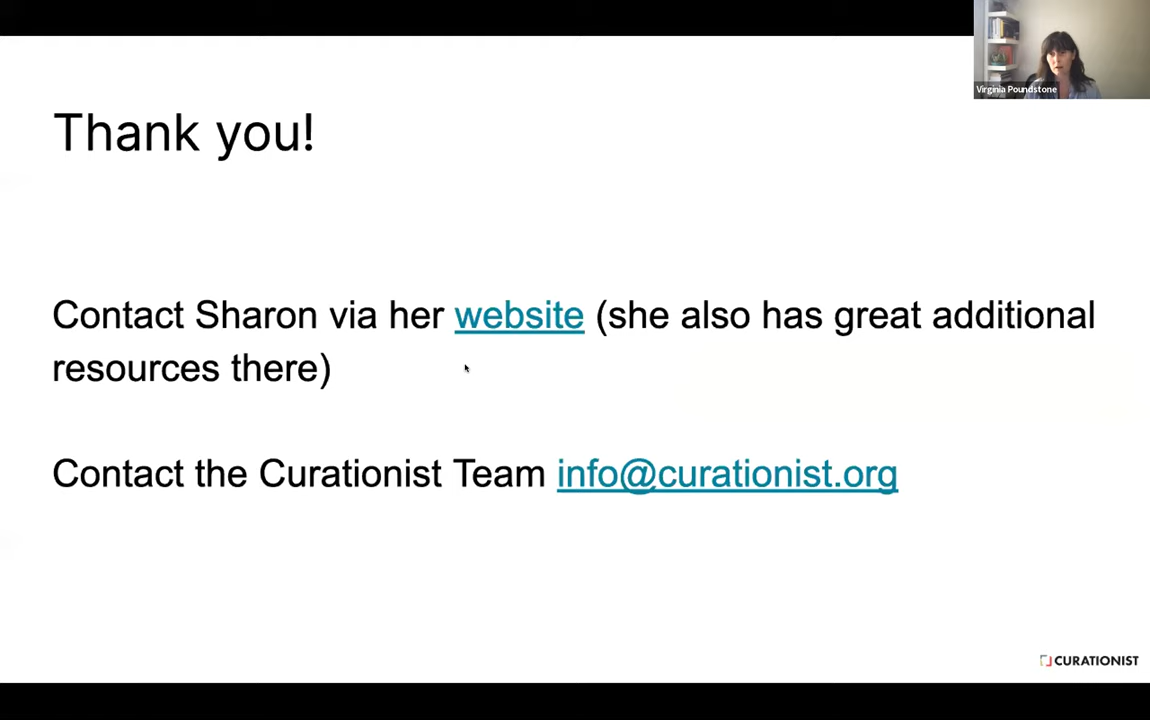 Virginia Poundstone
Thank you!
Contact Sharon via her website (she also has great additional
resources there)
Contact the Curationist Team info@curationist.org
CURATIONIST